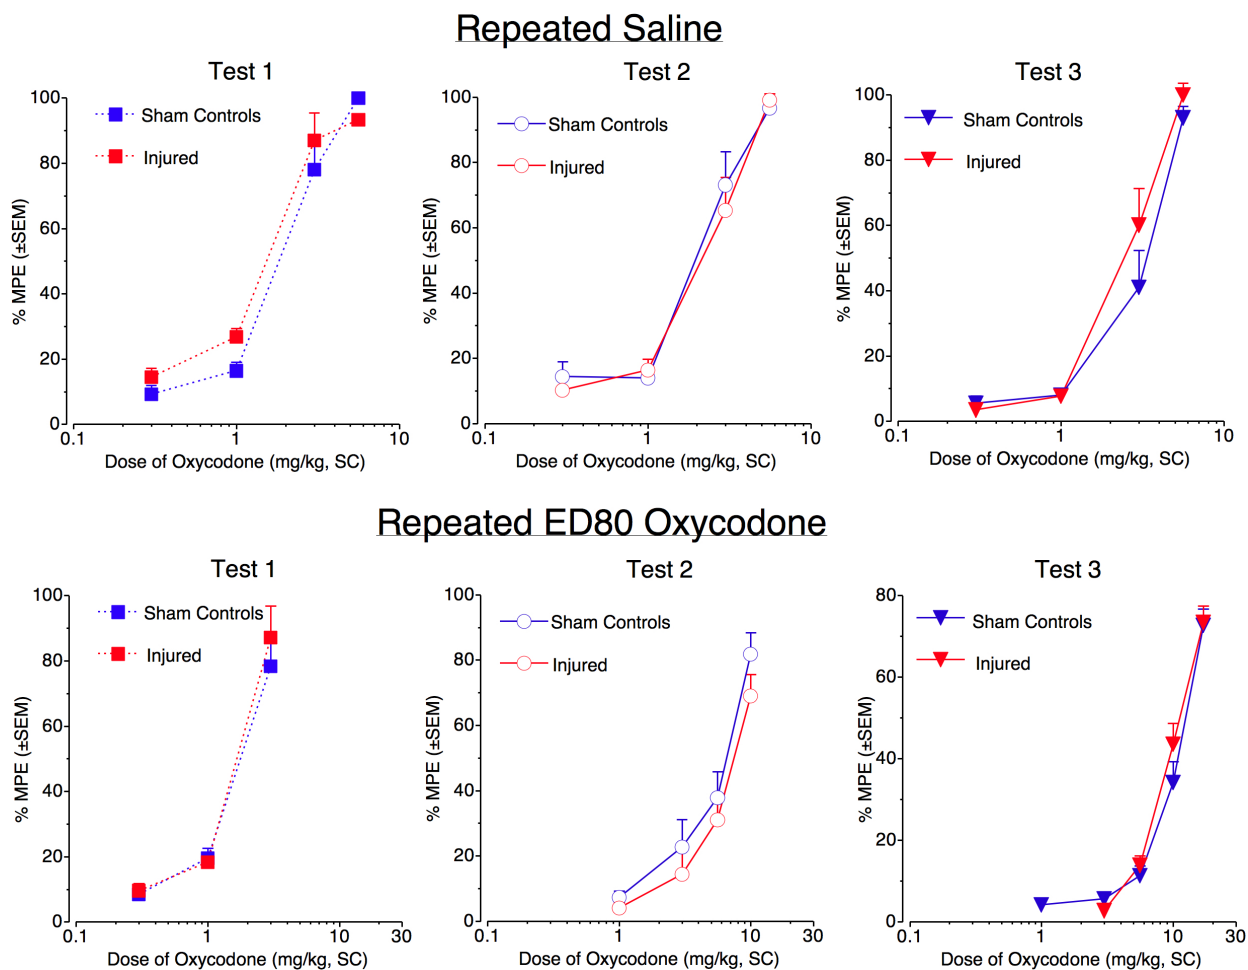 Repeated Saline
Test 1
Test 2
Test 3
% MPE (±SEM)
100
80
60
40
20
0
Sham Controls
Injured
0.1
1
10
Dose of Oxycodone (mg/kg, SC)
% MPE (±SEM)
100
80
60
40
20
0
Sham Controls
Injured
0.1
1
10
Dose of Oxycodone (mg/kg, SC)
% MPE (±SEM)
100
80
60
40
20
0
Sham Controls
Injured
0.1
1
10
Dose of Oxycodone (mg/kg, SC)
Repeated ED80 Oxycodone
Test 1
Test 2
Test 3
% MPE (±SEM)
100
80
60
40
20
0
Sham Controls
Injured
0.1
1
10
30
Dose of Oxycodone (mg/kg, SC)
% MPE (±SEM)
100
80
60
40
20
0
Sham Controls
Injured
0.1
1
10
30
Dose of Oxycodone (mg/kg, SC)
% MPE (±SEM)
80
60
40
20
0
Sham Controls
Injured
0.1
1
10
30
Dose of Oxycodone (mg/kg, SC)